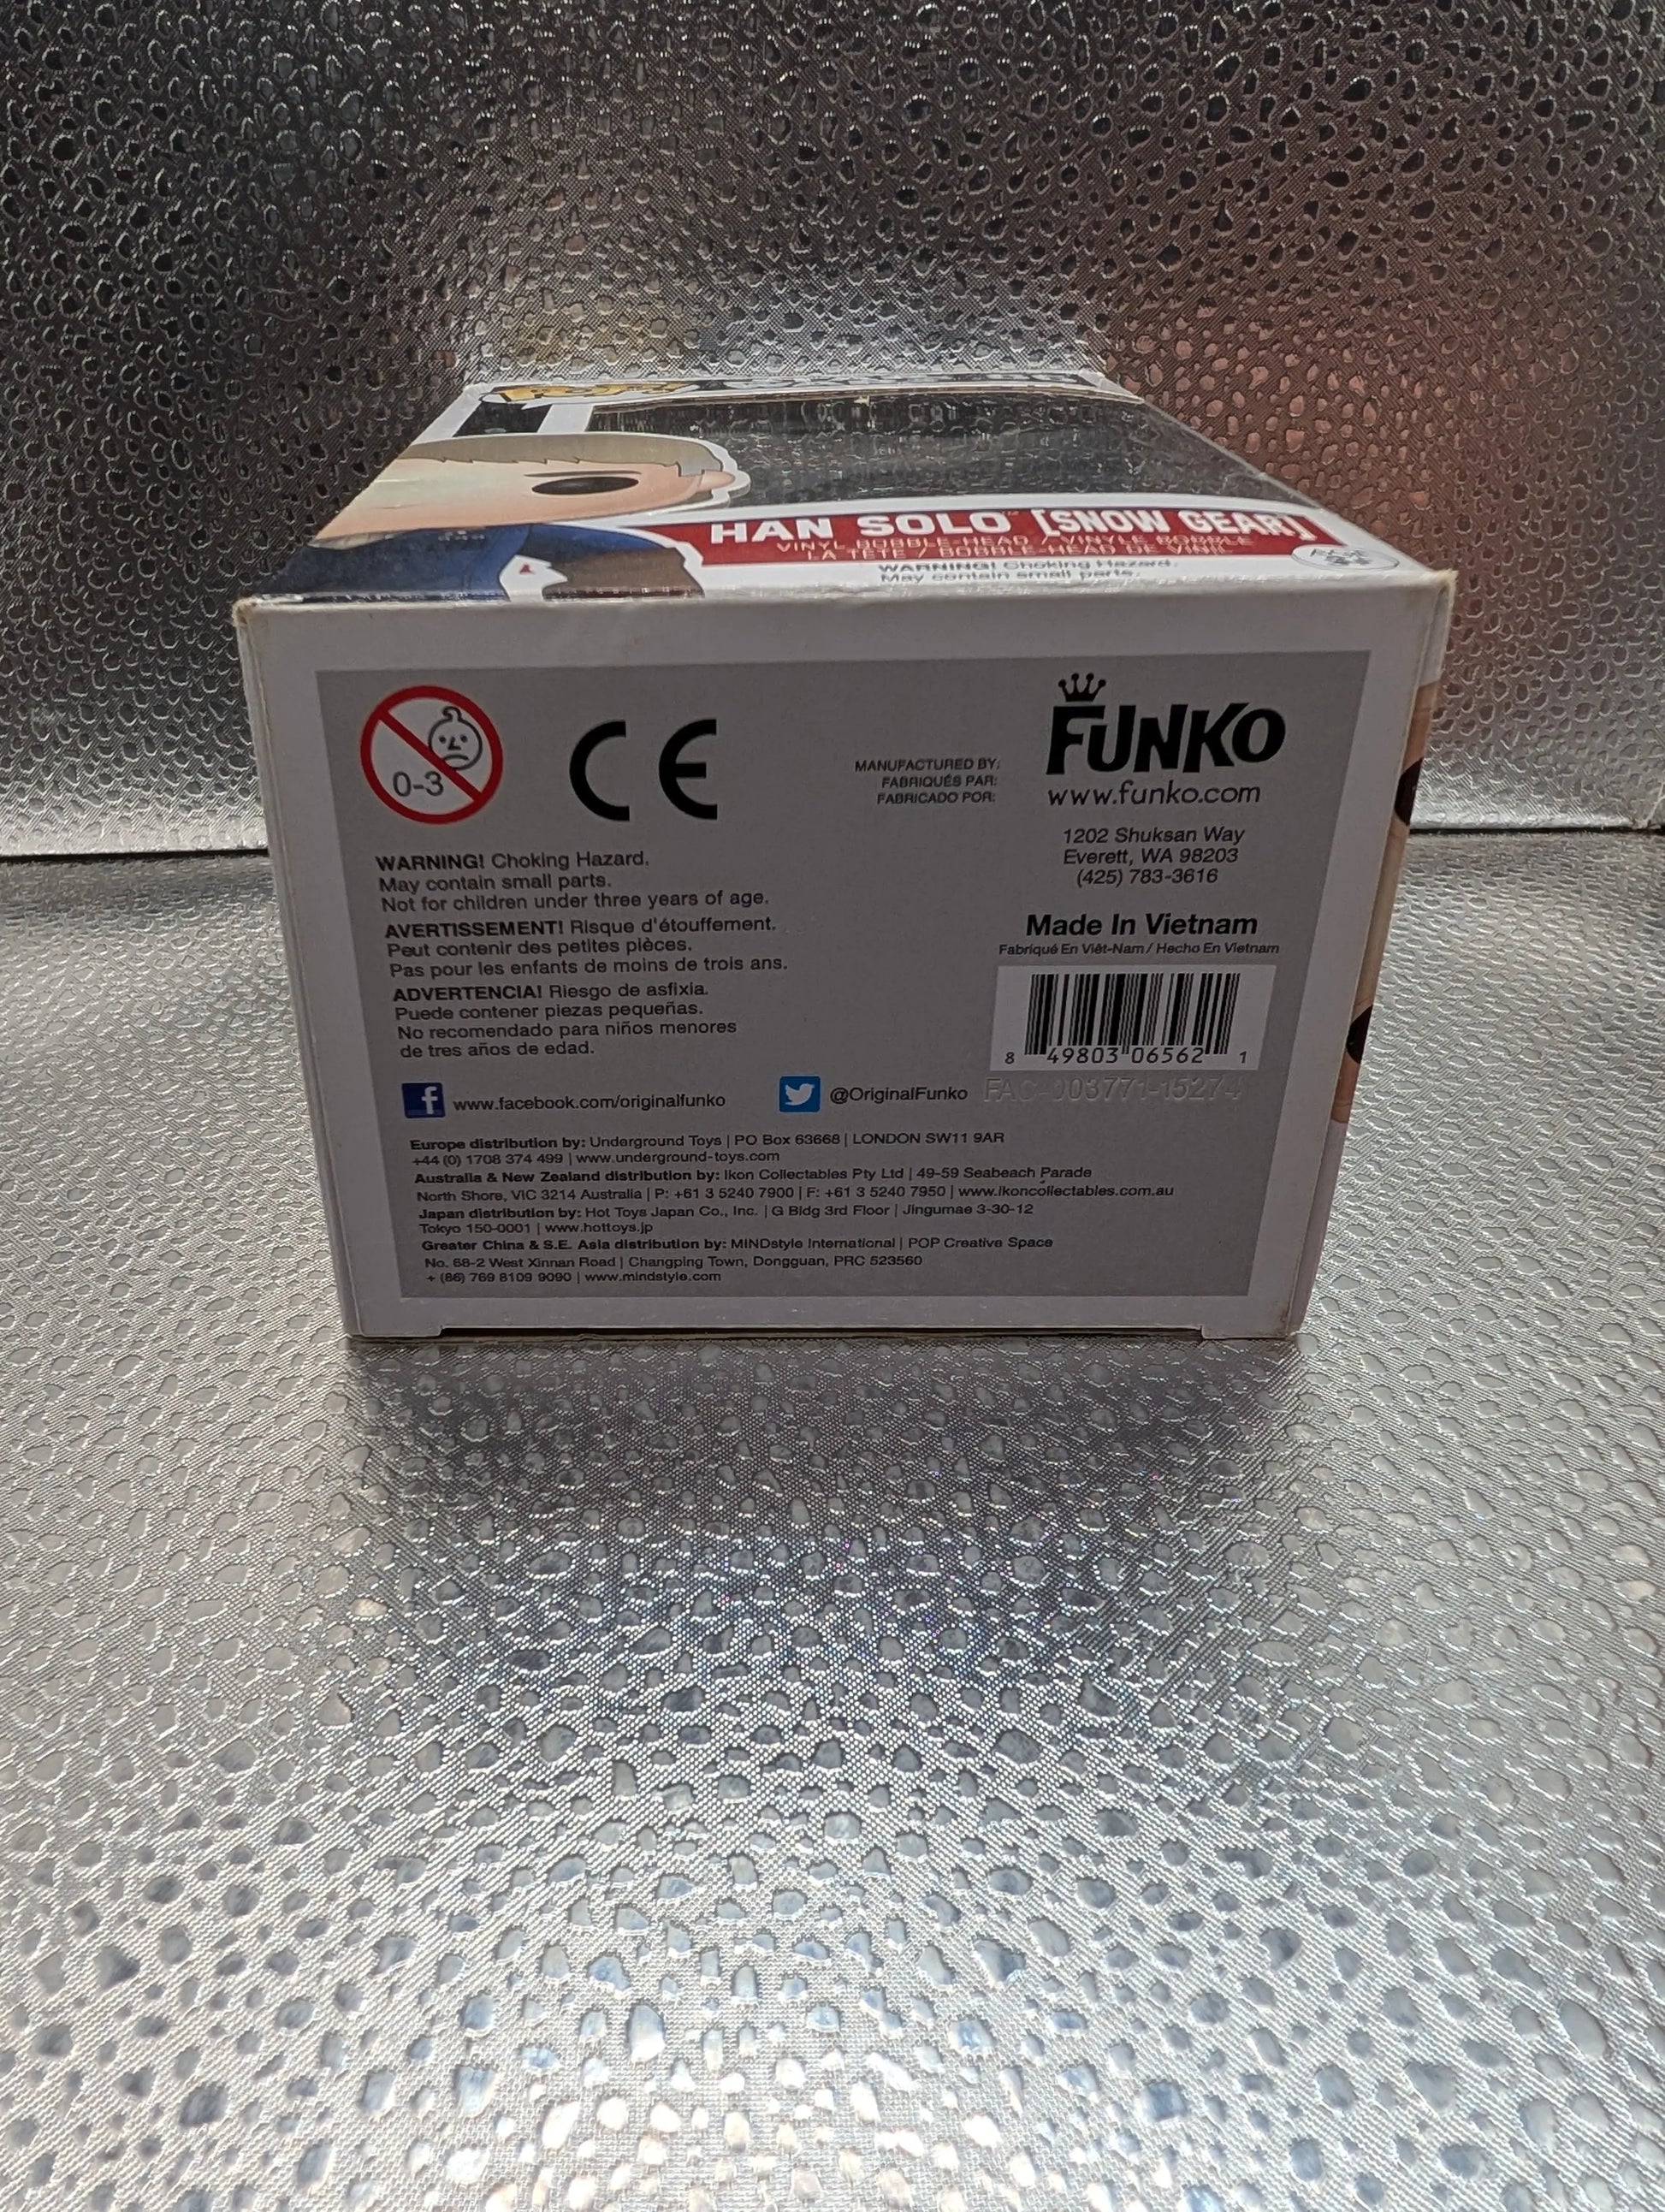 HAN SOLO™ [SNOW GEAR]
VINYL BOBBLE-HEAD / VINYLE BOBBLE
LA TÊTE / BOBBLE-HEAD DE VINIL
WARNING! Choking Hazard.
May contain small parts.
0-3
CE
MANUFACTURED BY:
FABRIQUÉS PAR:
FABRICADO POR:
FUNKO
www.funko.com
1202 Shuksan Way
Everett, WA 98203
(425) 783-3616
Made In Vietnam
Fabriqué En Viêt-Nam / Hecho En Vietnam
8 49803 06562 1
FAC-003771-15274
WARNING! Choking Hazard.
May contain small parts.
Not for children under three years of age.
AVERTISSEMENT! Risque d'étouffement.
Peut contenir des petites pièces.
Pas pour les enfants de moins de trois ans.
ADVERTENCIA! Riesgo de asfixia.
Puede contener piezas pequeñas.
No recomendado para niños menores
de tres años de edad.
f www.facebook.com/originalfunko
@OriginalFunko
Europe distribution by: Underground Toys | PO Box 63668 | LONDON SW11 9AR
+44 (0) 1708 374 499 | www.underground-toys.com
Australia & New Zealand distribution by: Ikon Collectables Pty Ltd | 49-59 Seabeach Parade
North Shore, VIC 3214 Australia | P: +61 3 5240 7900 | F: +61 3 5240 7950 | www.ikoncollectables.com.au
Japan distribution by: Hot Toys Japan Co., Inc. | G Bldg 3rd Floor | Jingumae 3-30-12
Tokyo 150-0001 | www.hottoys.jp
Greater China & S.E. Asia distribution by: MINDstyle International | POP Creative Space
No. 68-2 West Xinnan Road | Changping Town, Dongguan, PRC 523560
+ (86) 769 8109 9090 | www.mindstyle.com